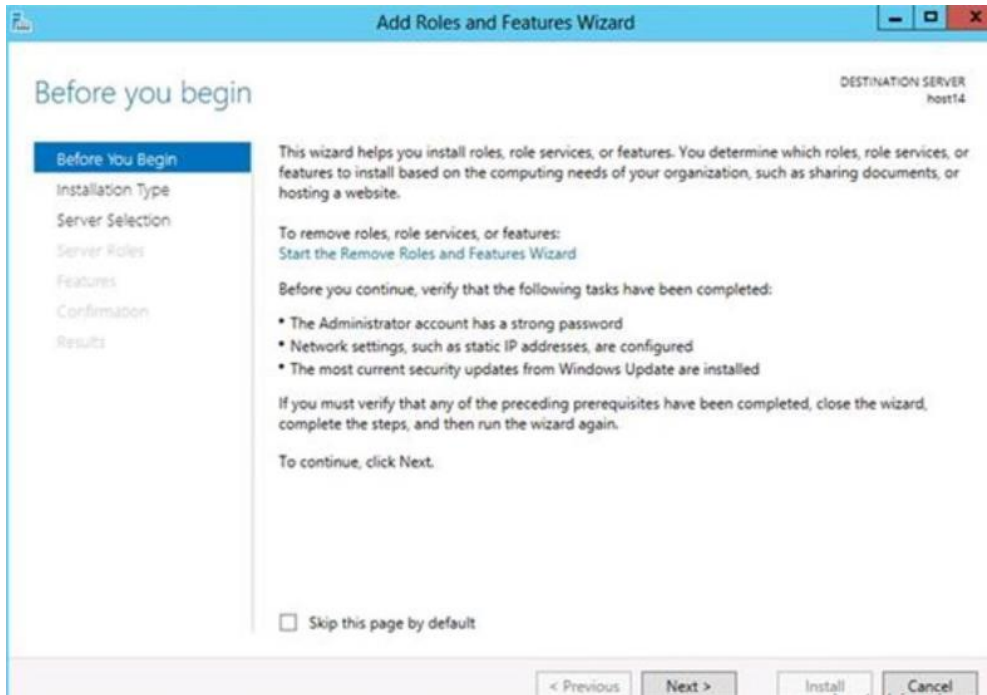 Add Roles and Features Wizard
Before you begin
DESTINATION SERVER
host14
Before You Begin
Installation Type
Server Selection
Server Roles
Features
Confirmation
Results
This wizard helps you install roles, role services, or features. You determine which roles, role services, or
features to install based on the computing needs of your organization, such as sharing documents, or
hosting a website.
To remove roles, role services, or features:
Start the Remove Roles and Features Wizard
Before you continue, verify that the following tasks have been completed:
• The Administrator account has a strong password
• Network settings, such as static IP addresses, are configured
• The most current security updates from Windows Update are installed
If you must verify that any of the preceding prerequisites have been completed, close the wizard,
complete the steps, and then run the wizard again.
To continue, click Next.
Skip this page by default
< Previous Next > Install Cancel